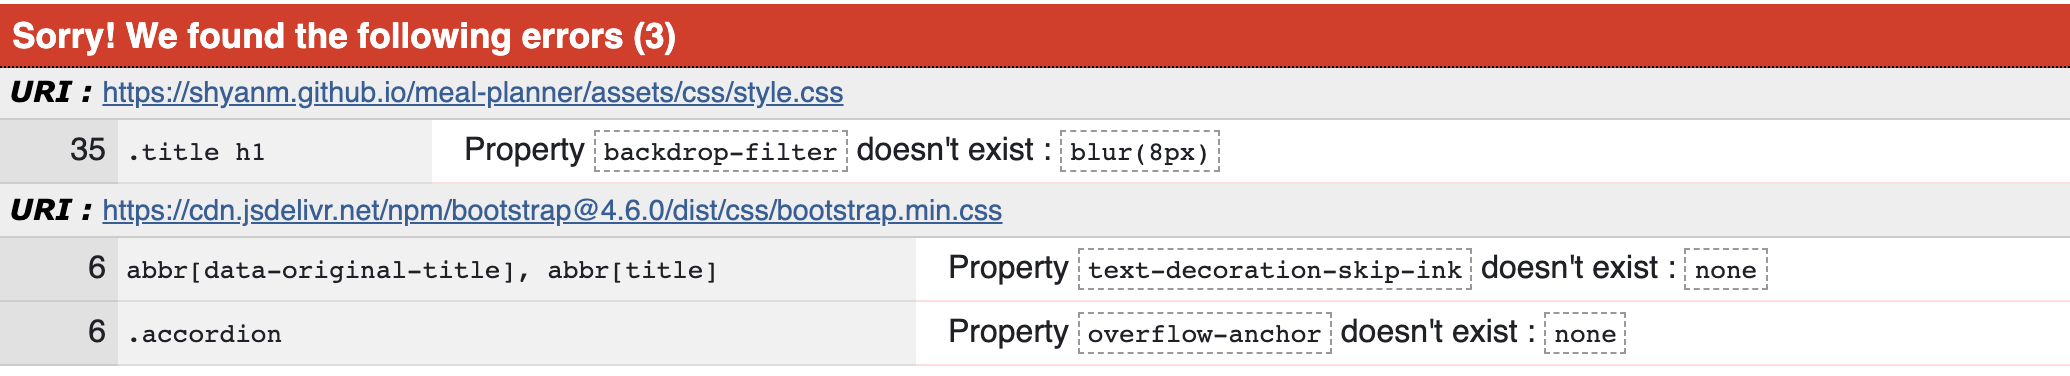 Sorry! We found the following errors (3)
URI : https://shyanm.github.io/meal-planner/assets/css/style.css
35 .title h1 Property backdrop-filter doesn't exist : blur(8px)
URI : https://cdn.jsdelivr.net/npm/bootstrap@4.6.0/dist/css/bootstrap.min.css
6 abbr[data-original-title], abbr[title] Property text-decoration-skip-ink doesn't exist : none
6 .accordion Property overflow-anchor doesn't exist : none